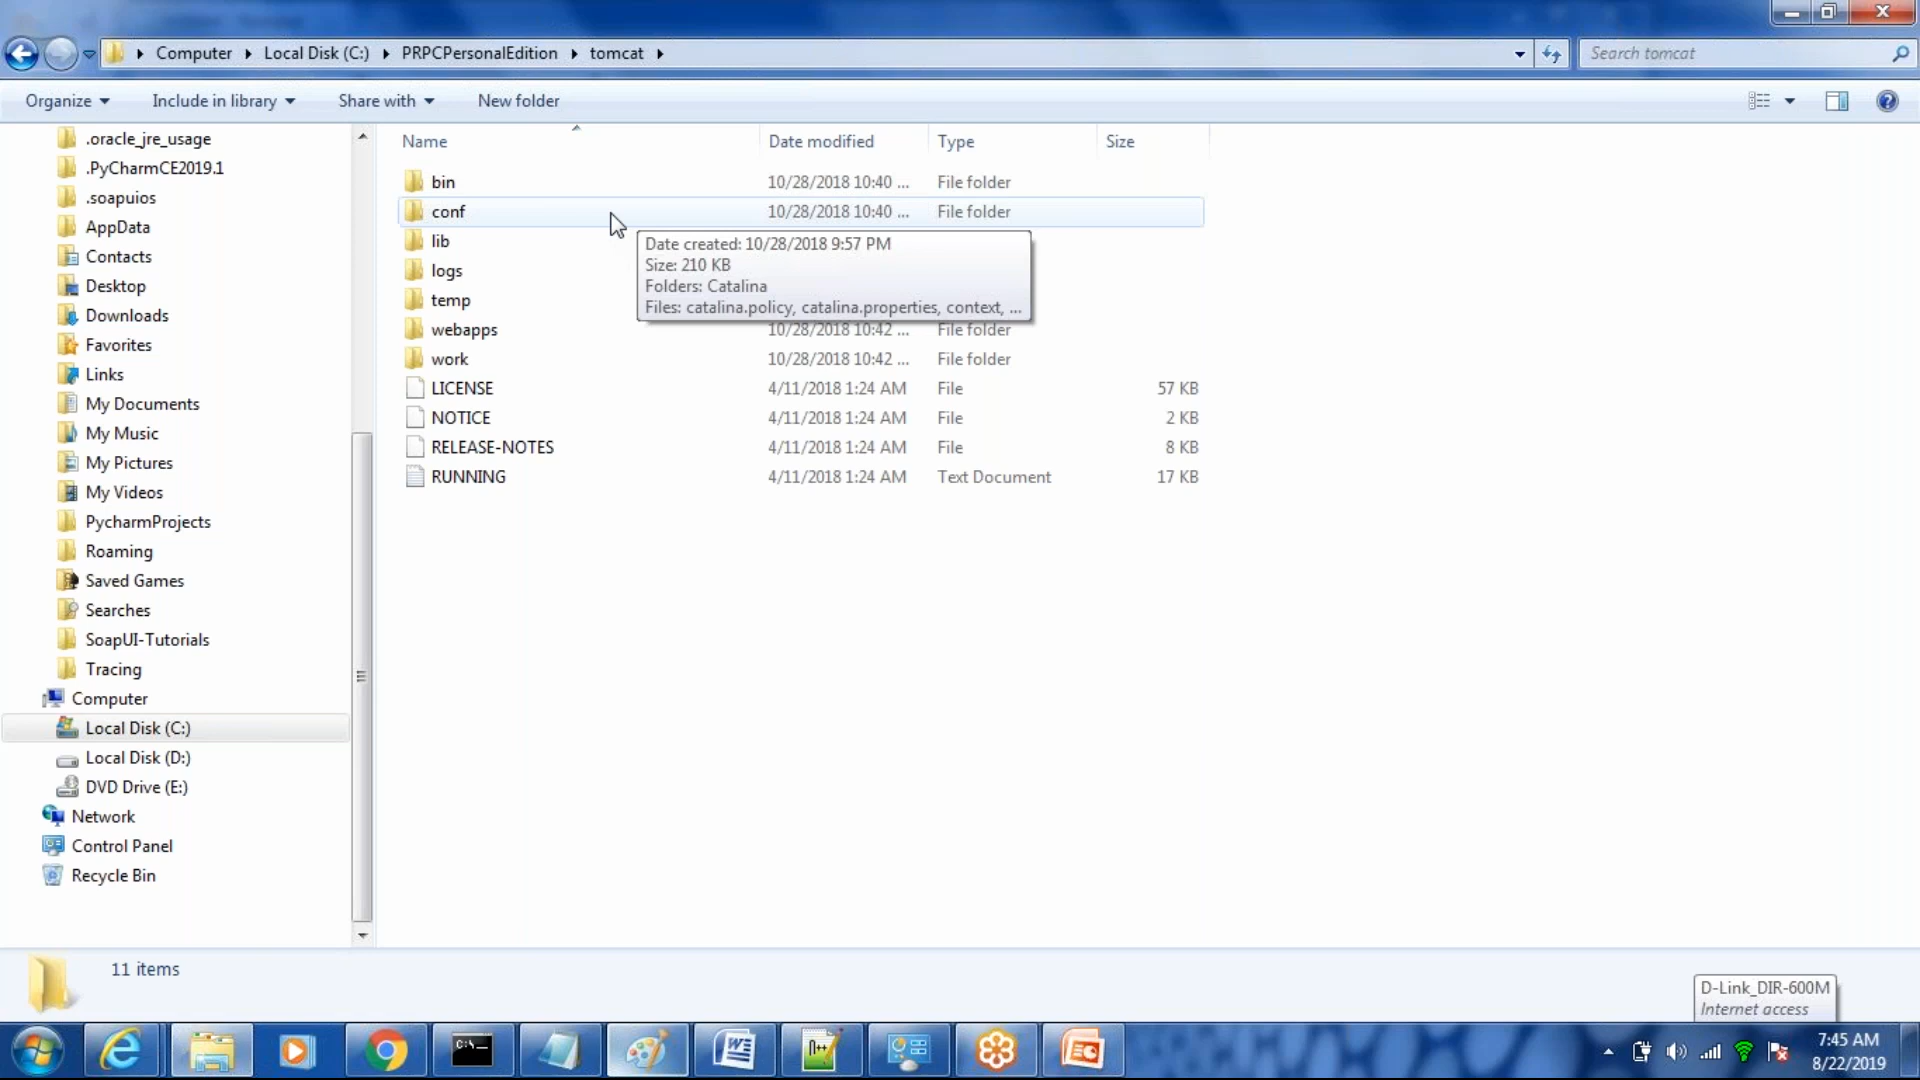 Computer Local Disk (C:) PRPCPersonalEdition tomcat
Search tomcat
Organize Include in library Share with New folder
.oracle_jre_usage
.PyCharmCE2019.1
.soapuios
AppData
Contacts
Desktop
Downloads
Favorites
Links
My Documents
My Music
My Pictures
My Videos
PycharmProjects
Roaming
Saved Games
Searches
SoapUI-Tutorials
Tracing
Computer
Local Disk (C:)
Local Disk (D:)
DVD Drive (E:)
Network
Control Panel
Recycle Bin
Name Date modified Type Size
bin 10/28/2018 10:40 ... File folder
conf 10/28/2018 10:40 ... File folder
lib
logs
temp
webapps 10/28/2018 10:42 ... File folder
work 10/28/2018 10:42 ... File folder
LICENSE 4/11/2018 1:24 AM File 57 KB
NOTICE 4/11/2018 1:24 AM File 2 KB
RELEASE-NOTES 4/11/2018 1:24 AM File 8 KB
RUNNING 4/11/2018 1:24 AM Text Document 17 KB
Date created: 10/28/2018 9:57 PM
Size: 210 KB
Folders: Catalina
Files: catalina.policy, catalina.properties, context, ...
11 items
D-Link_DIR-600M
Internet access
C:\
7:45 AM
8/22/2019